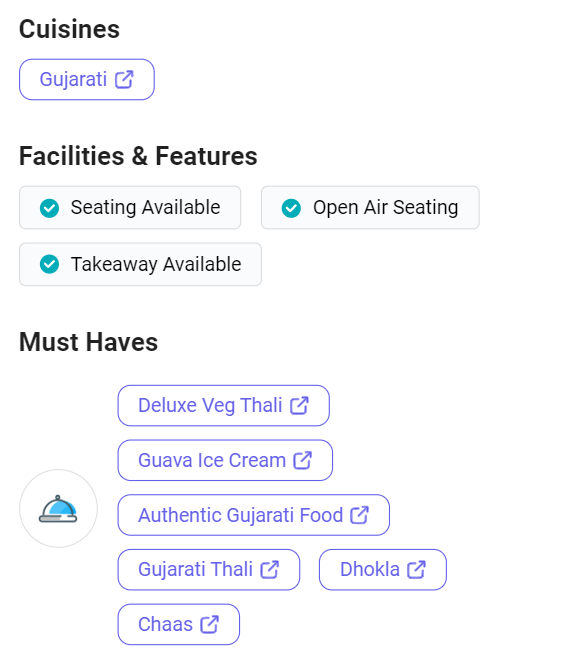 Cuisines
Gujarati
Facilities & Features
Seating Available Open Air Seating
Takeaway Available
Must Haves
Deluxe Veg Thali
Guava Ice Cream
Authentic Gujarati Food
Gujarati Thali Dhokla
Chaas